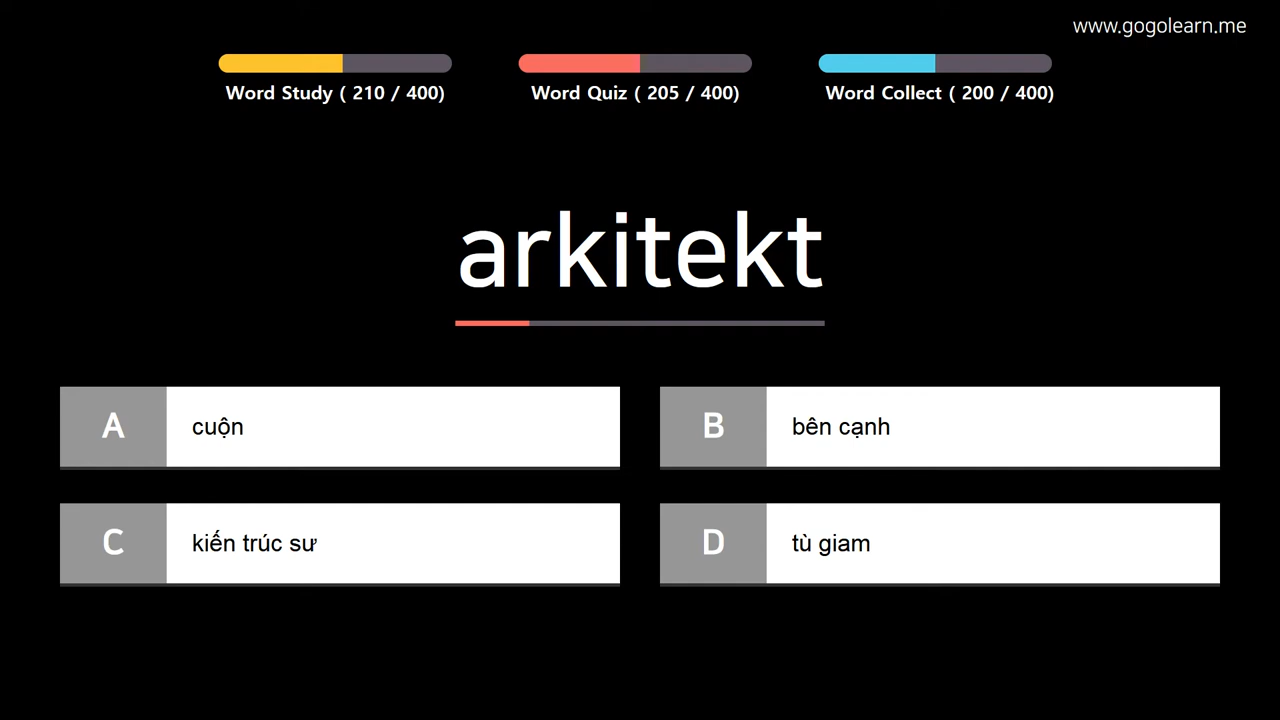 www.gogolearn.me
Word Study ( 210 / 400)
Word Quiz ( 205 / 400)
Word Collect ( 200 / 400)
arkitekt
A cuộn
B bên cạnh
C kiến trúc sư
D tù giam